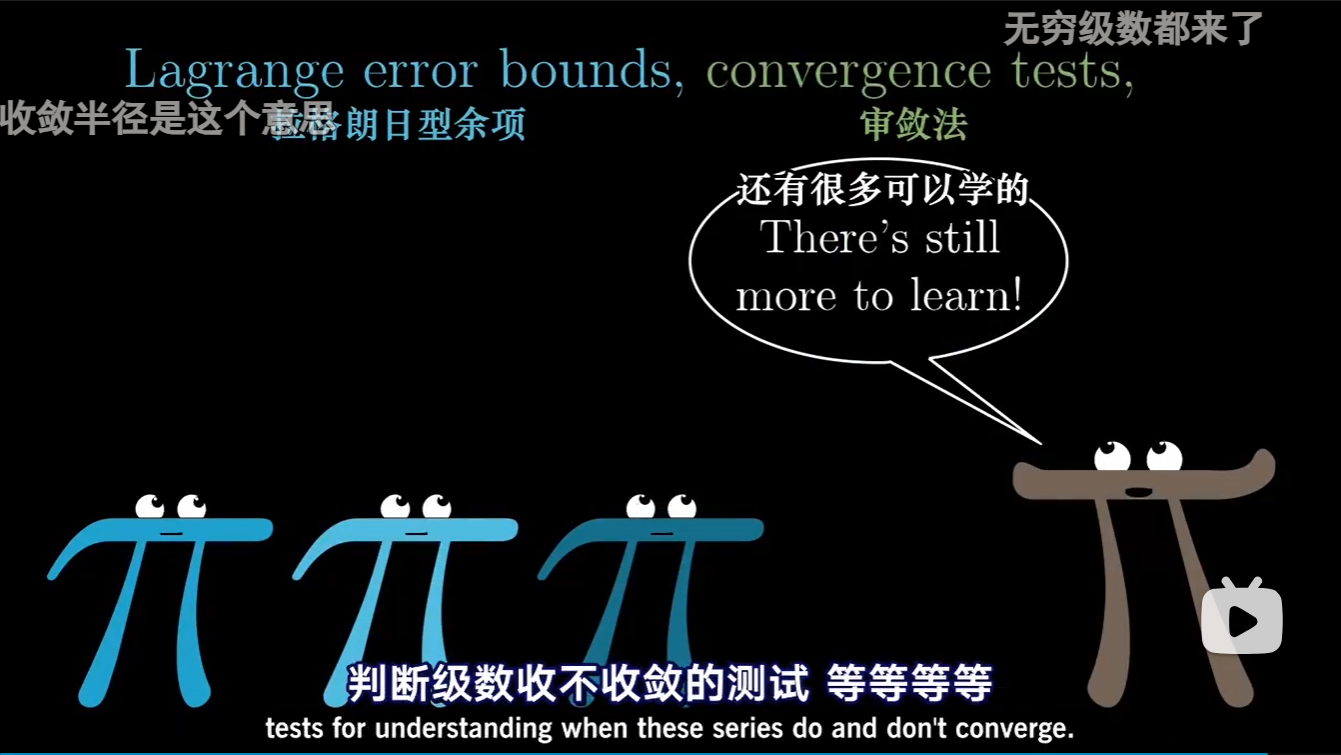 无穷级数都来了
Lagrange error bounds, convergence tests,
收敛半径是这个意思
拉格朗日型余项
审敛法
还有很多可以学的
There's still
more to learn!
判断级数收不收敛的测试 等等等等
tests for understanding when these series do and don't converge.